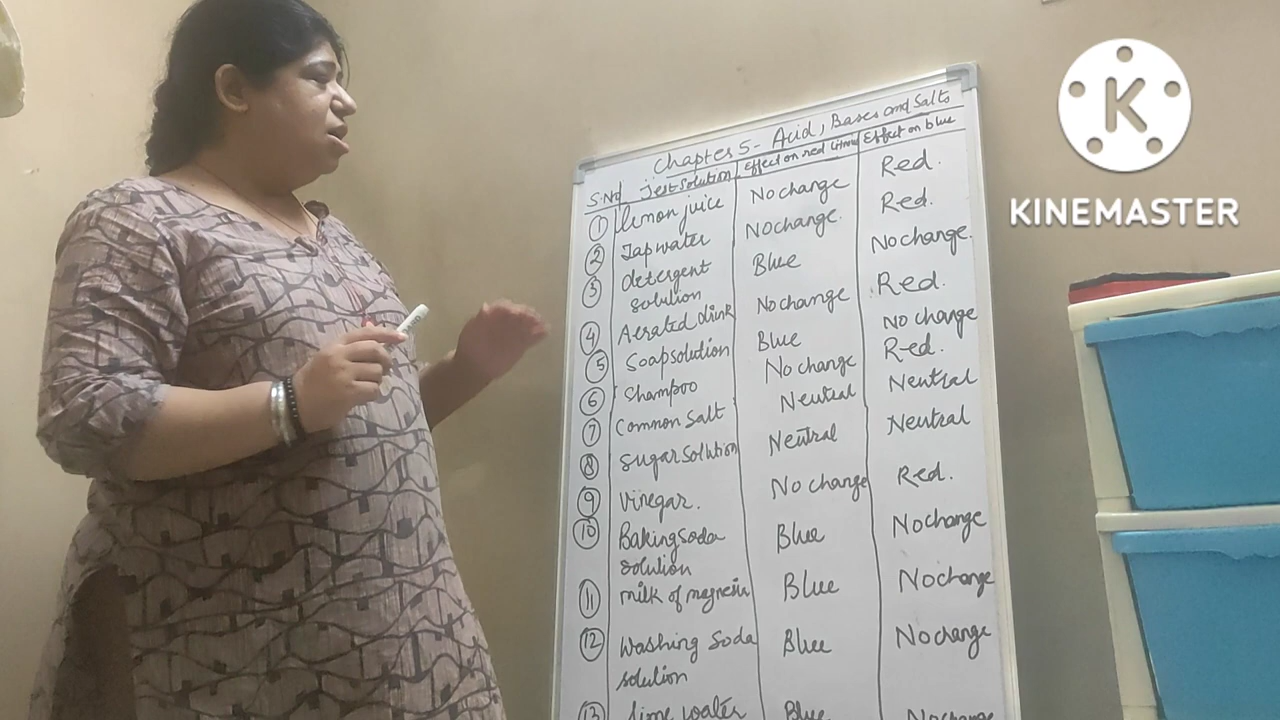 Chapter 5- Acid, Bases and Salts
S.No Test solution Effect on red litmus Effect on blue
1 lemon juice No change Red.
2 Tap water No change. Red.
3 detergent solution Blue No change.
4 Aerated drink No change Red.
5 Soap solution Blue No change
6 Shampoo No change Red.
7 Common Salt Neutral Neutral
8 Sugar solution Neutral Neutral
9 Vinegar. No change Red.
10 Baking soda solution Blue No change
11 milk of magnesia Blue No change
12 Washing Soda solution Blue No change
13 lime water Blue No change
KINEMASTER